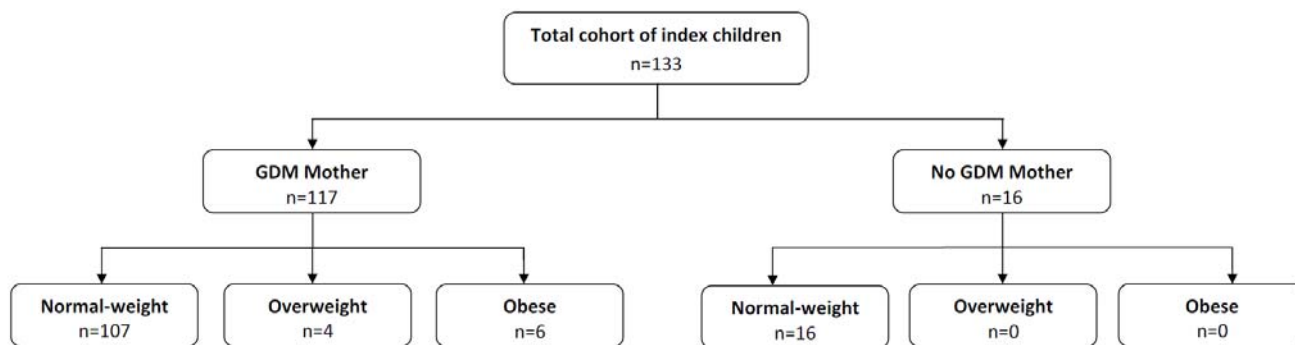 Total cohort of index children
n=133
GDM Mother
n=117
No GDM Mother
n=16
Normal-weight
n=107
Overweight
n=4
Obese
n=6
Normal-weight
n=16
Overweight
n=0
Obese
n=0